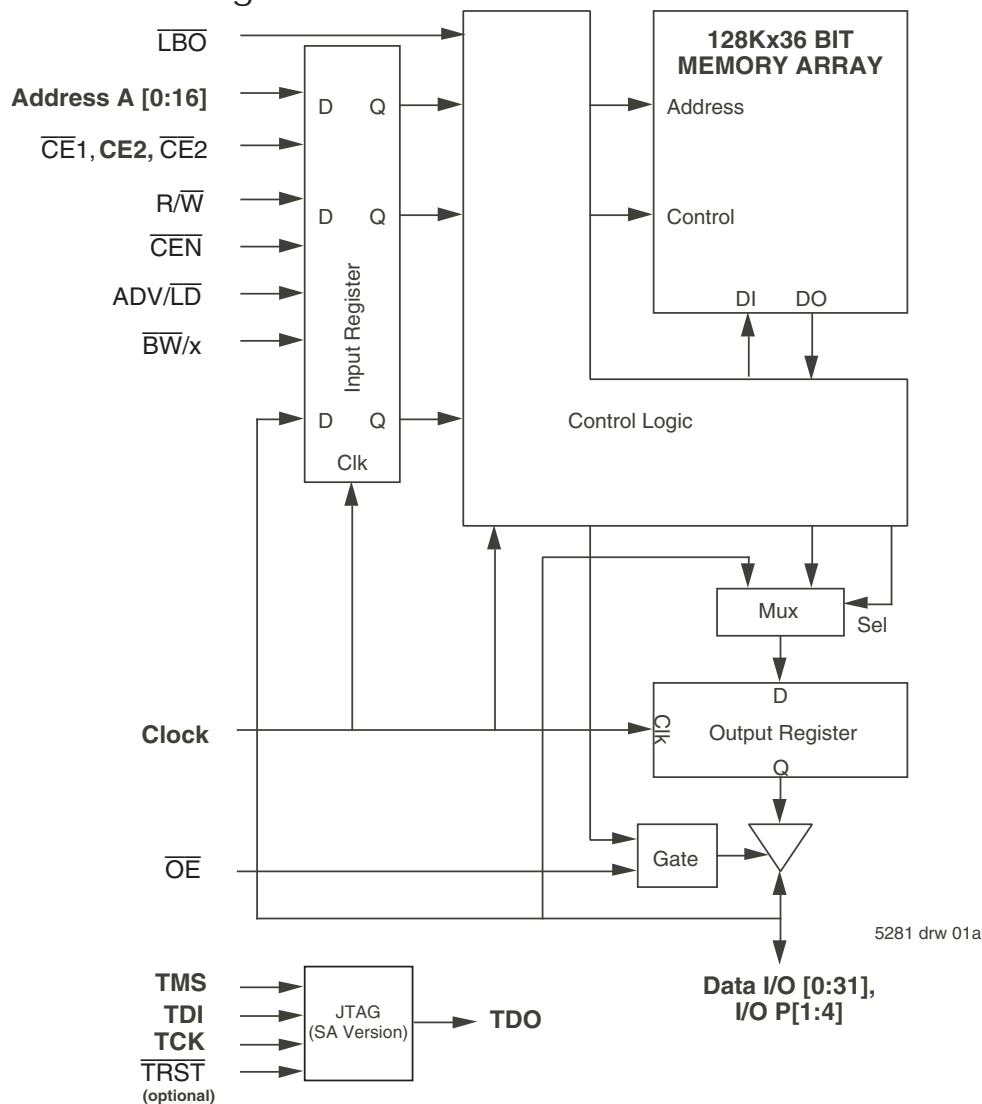 LBO
128Kx36 BIT
MEMORY ARRAY
Address A [0:16]
D Q
Address
CE1, CE2, CE2
R/W
D Q
Control
CEN
ADV/LD
DI DO
BW/x
Input Register
D Q
Control Logic
Clk
Mux
Sel
D
Clock
Clk
Output Register
Q
OE
Gate
5281 drw 01a
Data I/O [0:31],
I/O P[1:4]
TMS
TDI
TCK
TRST
(optional)
JTAG
(SA Version)
TDO